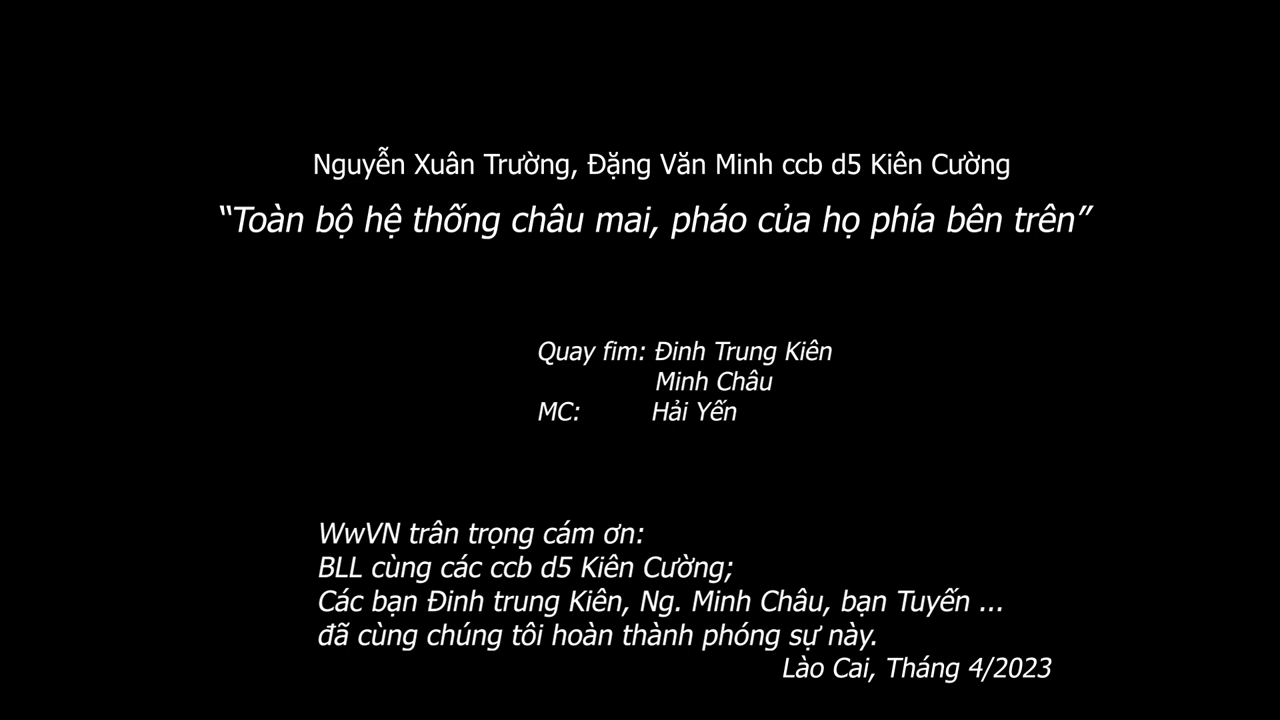 Nguyễn Xuân Trường, Đặng Văn Minh ccb d5 Kiên Cường
“Toàn bộ hệ thống châu mai, pháo của họ phía bên trên”
Quay fim: Đinh Trung Kiên
Minh Châu
MC: Hải Yến
WwVN trân trọng cám ơn:
BLL cùng các ccb d5 Kiên Cường;
Các bạn Đinh trung Kiên, Ng. Minh Châu, bạn Tuyến ...
đã cùng chúng tôi hoàn thành phóng sự này.
Lào Cai, Tháng 4/2023